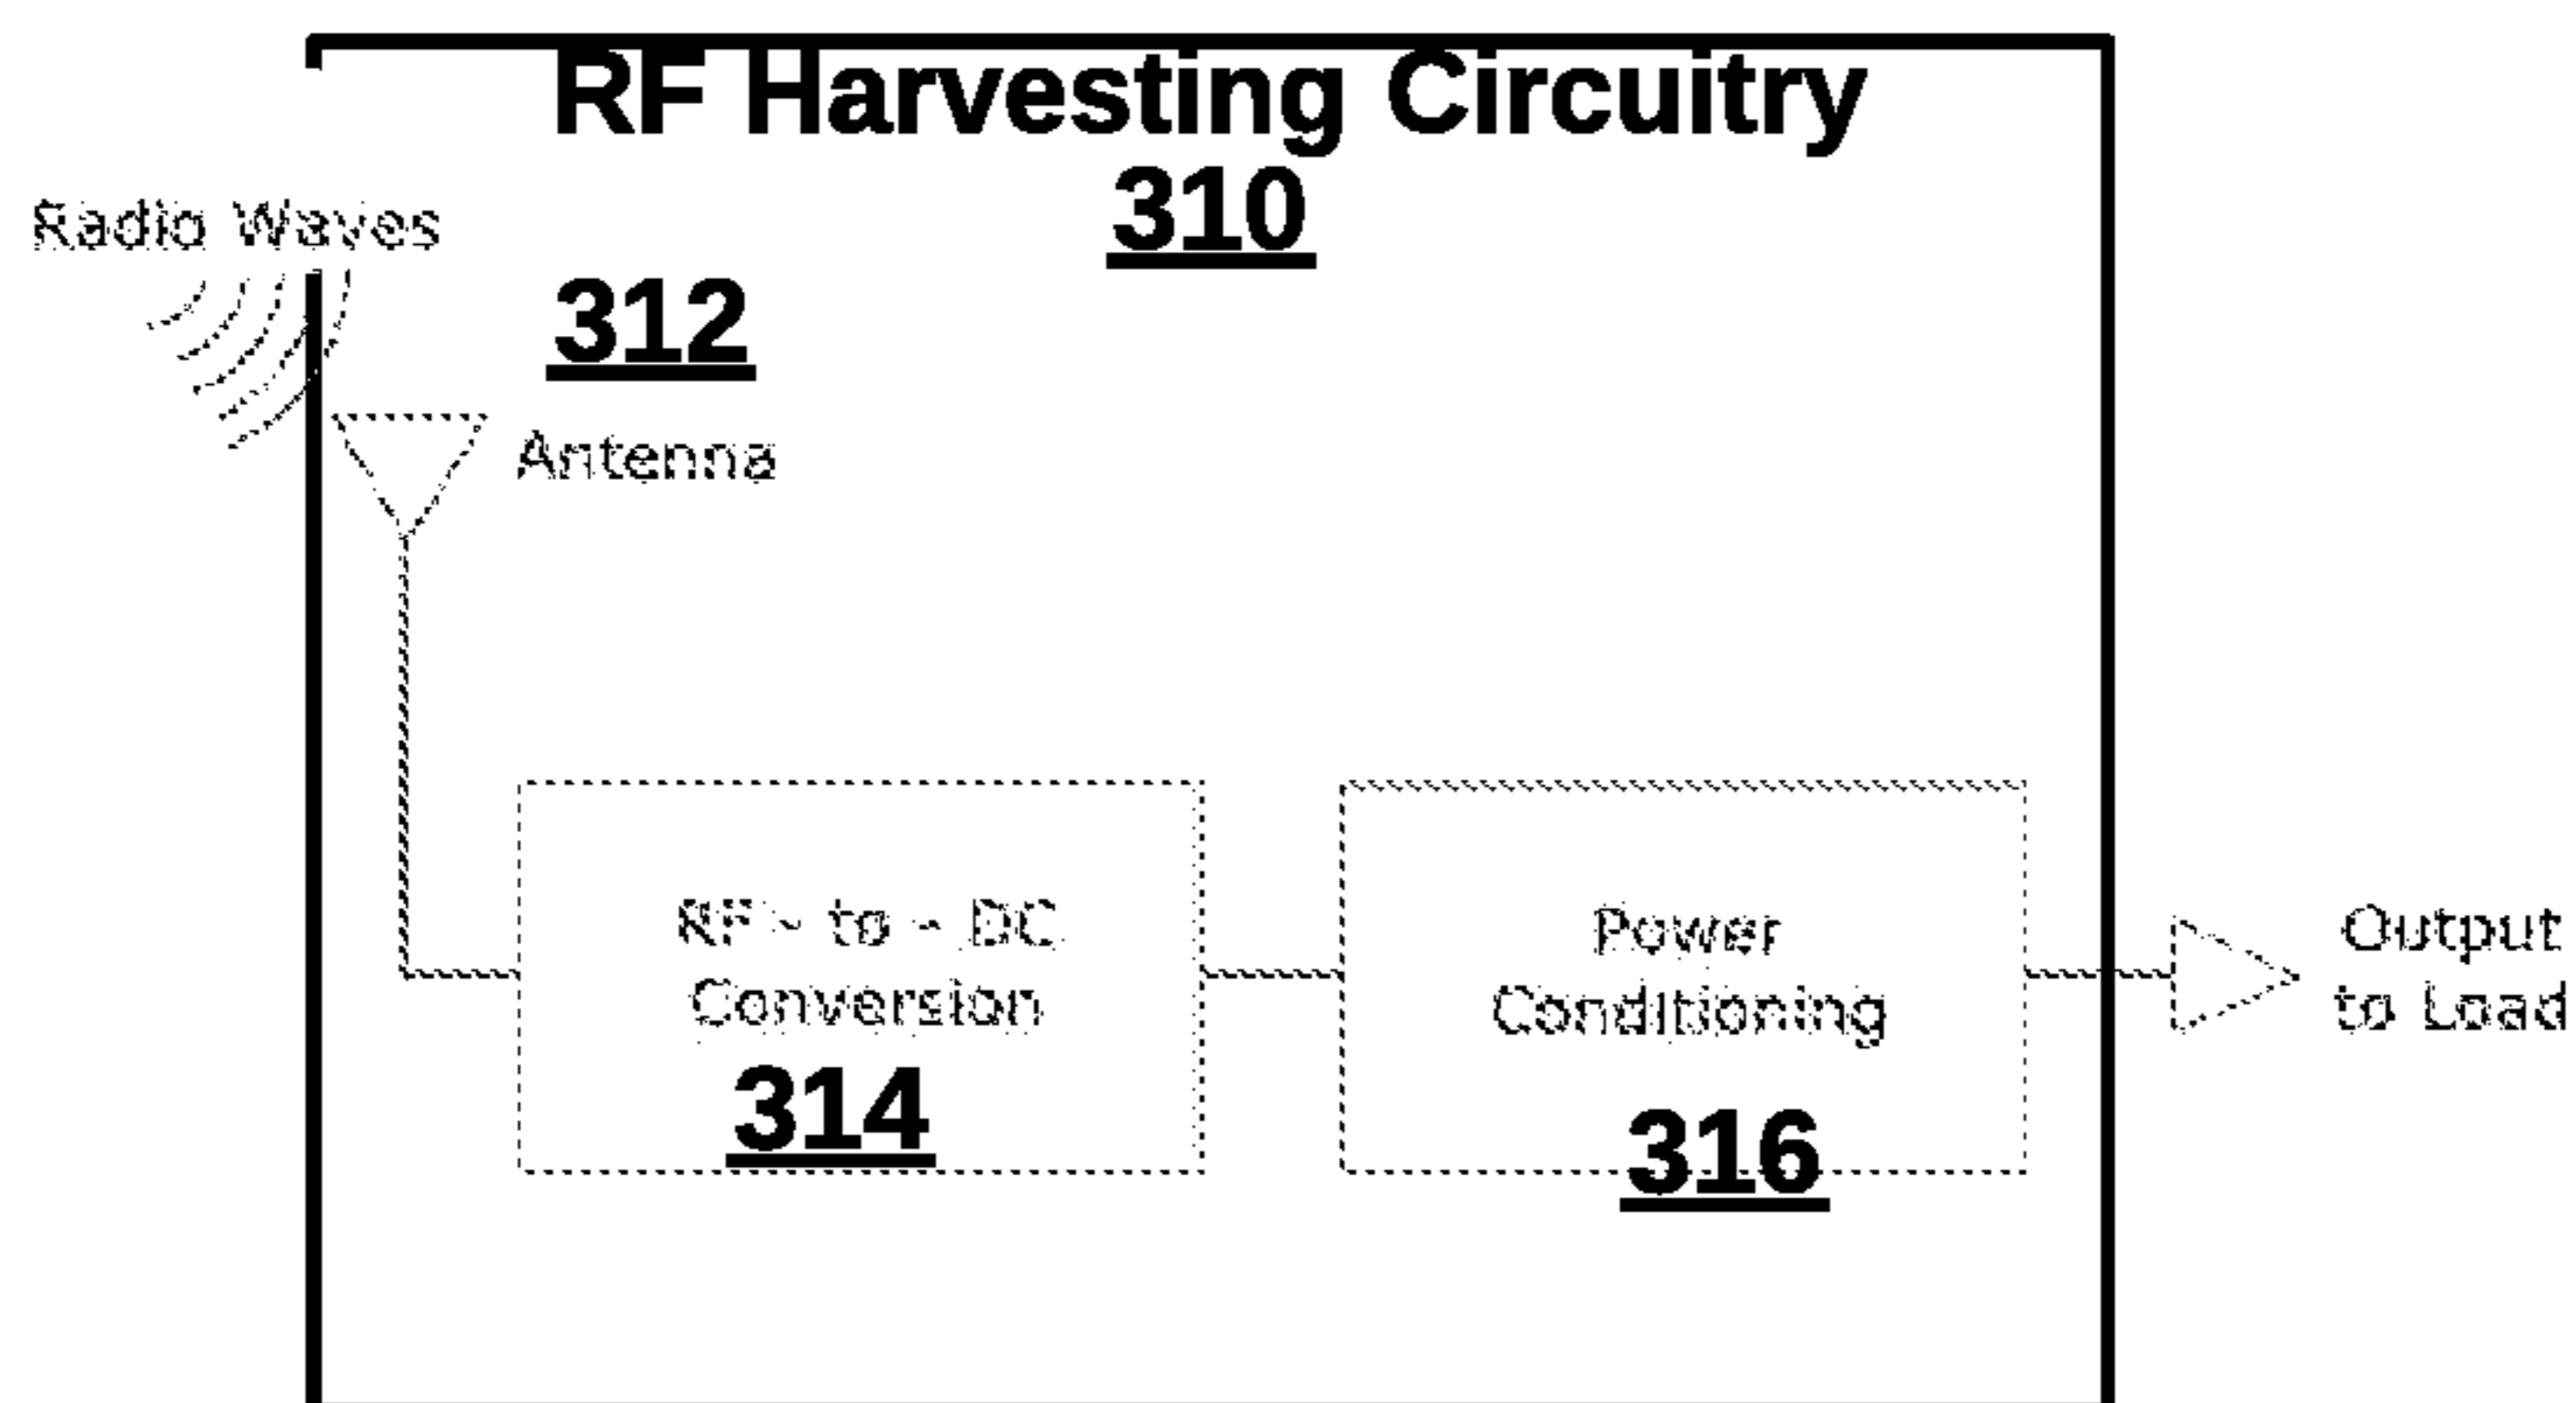 RF Harvesting Circuitry
310
Radio Waves
312
Antenna
RF - to - DC
Conversion
314
Power
Conditioning
316
Output
to Load